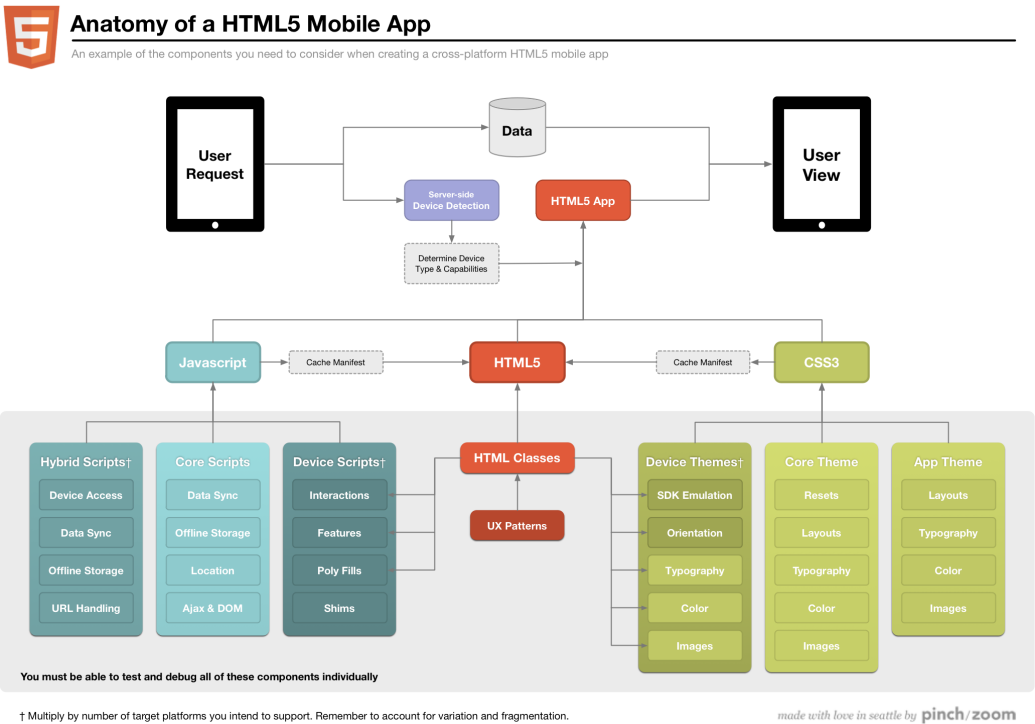 5
Anatomy of a HTML5 Mobile App
An example of the components you need to consider when creating a cross-platform HTML5 mobile app
User
Request
Data
User
View
Server-side
Device Detection
HTML5 App
Determine Device
Type & Capabilities
Javascript
Cache Manifest
HTML5
Cache Manifest
CSS3
Hybrid Scripts†
Device Access
Data Sync
Offline Storage
URL Handling
Core Scripts
Data Sync
Offline Storage
Location
Ajax & DOM
Device Scripts†
Interactions
Features
Poly Fills
Shims
HTML Classes
UX Patterns
Device Themes†
SDK Emulation
Orientation
Typography
Color
Images
Core Theme
Resets
Layouts
Typography
Color
Images
App Theme
Layouts
Typography
Color
Images
You must be able to test and debug all of these components individually
† Multiply by number of target platforms you intend to support. Remember to account for variation and fragmentation.
made with love in seattle by pinch/zoom